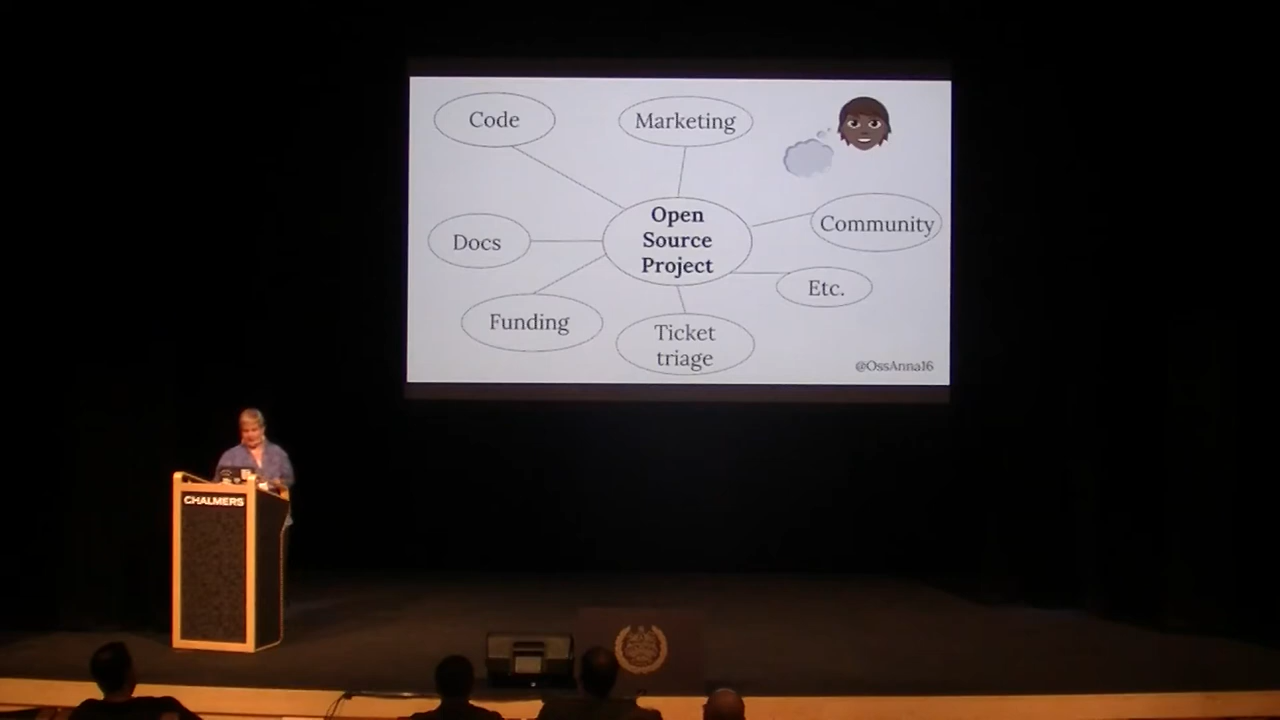 Code
Marketing
Open
Source
Project
Community
Docs
Etc.
Funding
Ticket
triage
@OssAnna16
CHALMERS